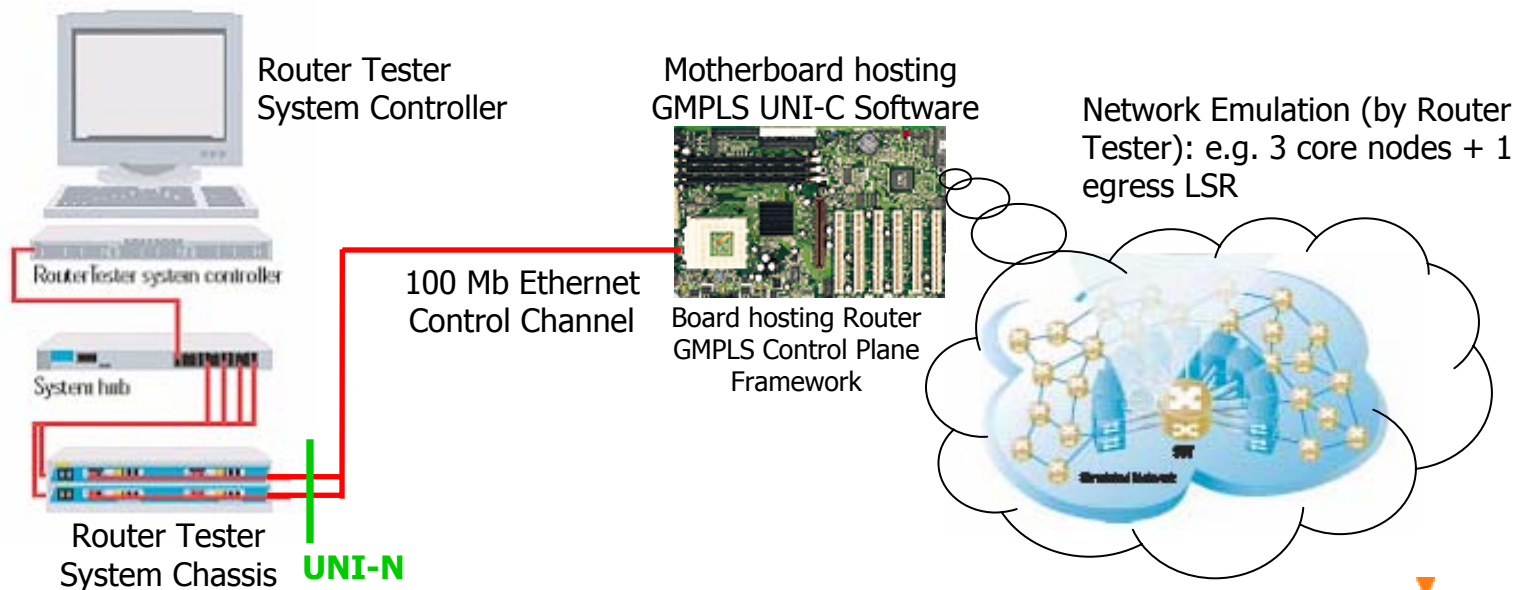 Router Tester
System Controller
Motherboard hosting
GMPLS UNI-C Software
Network Emulation (by Router
Tester): e.g. 3 core nodes + 1
egress LSR
RouterTester system controller
100 Mb Ethernet
Control Channel
Board hosting Router
GMPLS Control Plane
Framework
System hub
Simulated Network
Router Tester
System Chassis
UNI-N